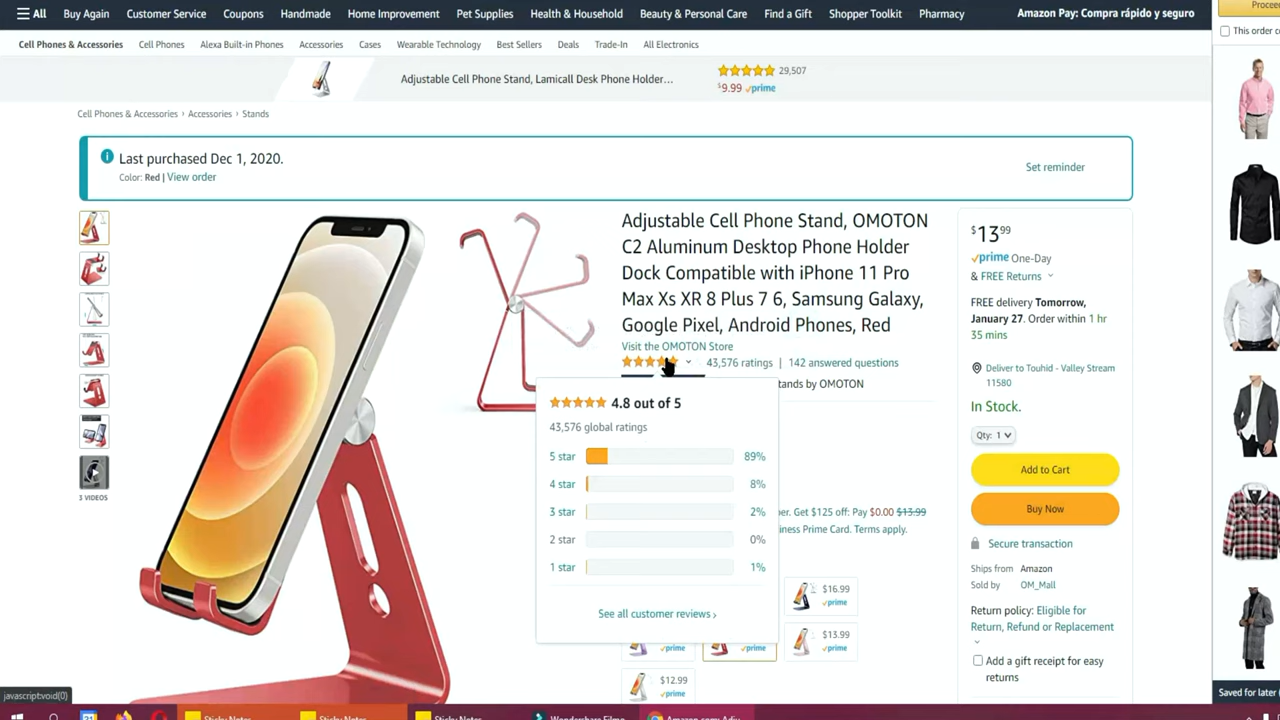 All Buy Again Customer Service Coupons Handmade Home Improvement Pet Supplies Health & Household Beauty & Personal Care Find a Gift Shopper Toolkit Pharmacy Amazon Pay: Compra rápido y seguro
Cell Phones & Accessories Cell Phones Alexa Built-in Phones Accessories Cases Wearable Technology Best Sellers Deals Trade-In All Electronics
This order
Adjustable Cell Phone Stand, Lamicall Desk Phone Holder…
29,507
$9.99 prime
Cell Phones & Accessories › Accessories › Stands
Last purchased Dec 1, 2020.
Color: Red | View order
Set reminder
3 VIDEOS
Adjustable Cell Phone Stand, OMOTON
C2 Aluminum Desktop Phone Holder
Dock Compatible with iPhone 11 Pro
Max Xs XR 8 Plus 7 6, Samsung Galaxy,
Google Pixel, Android Phones, Red
Visit the OMOTON Store
43,576 ratings | 142 answered questions
tands by OMOTON
4.8 out of 5
43,576 global ratings
5 star 89%
4 star 8%
3 star 2%
2 star 0%
1 star 1%
See all customer reviews ›
per. Get $125 off: Pay $0.00 $13.99
iness Prime Card. Terms apply.
$16.99
prime
prime
prime
$13.99
prime
$12.99
prime
$13 99
prime One-Day
& FREE Returns
FREE delivery Tomorrow,
January 27. Order within 1 hr
35 mins
Deliver to Touhid - Valley Stream
11580
In Stock.
Qty: 1
Add to Cart
Buy Now
Secure transaction
Ships from Amazon
Sold by OM_Mall
Return policy: Eligible for
Return, Refund or Replacement
Add a gift receipt for easy
returns
Saved for later
javascript:void(0)